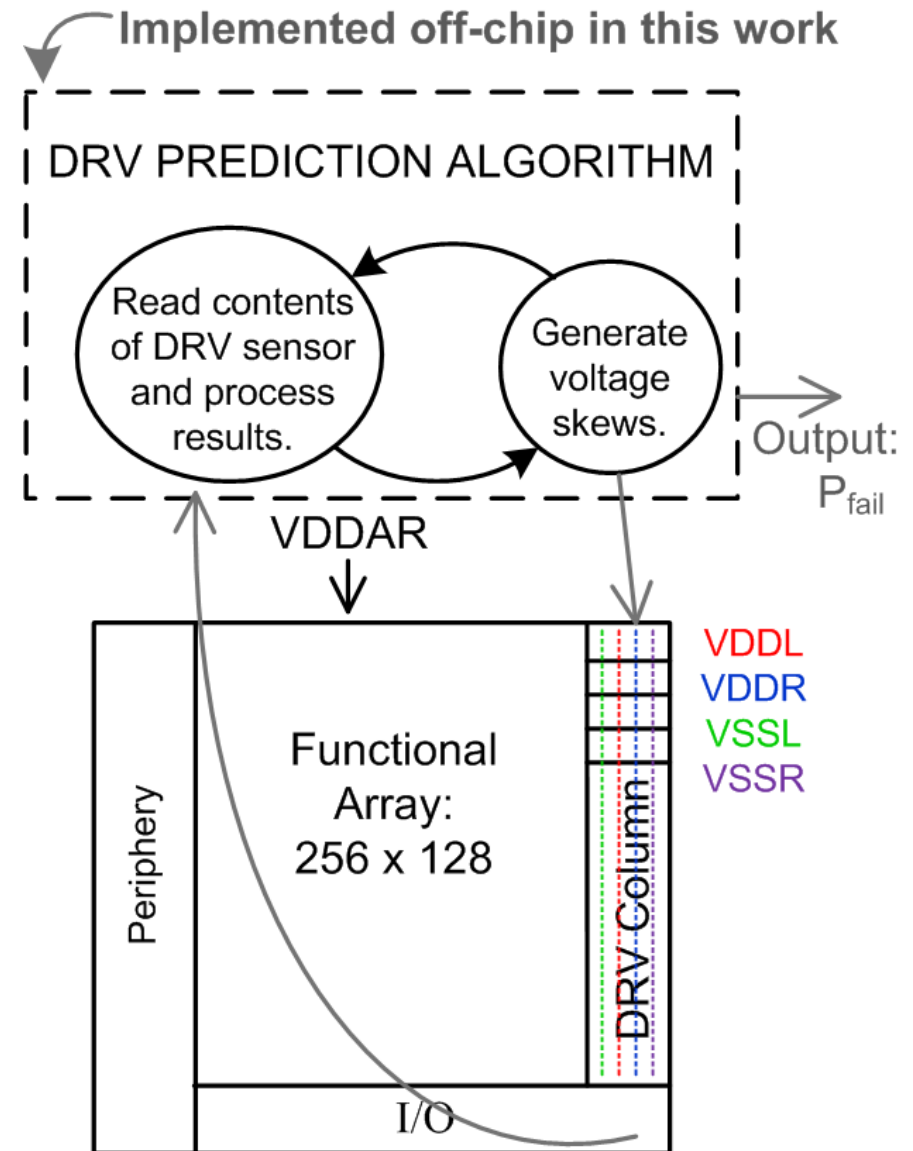 Implemented off-chip in this work
DRV PREDICTION ALGORITHM
Read contents
of DRV sensor
and process
results.
Generate
voltage
skews.
Output:
Pfail
VDDAR
VDDL
VDDR
VSSL
VSSR
Periphery
Functional
Array:
256 x 128
DRV Column
I/O